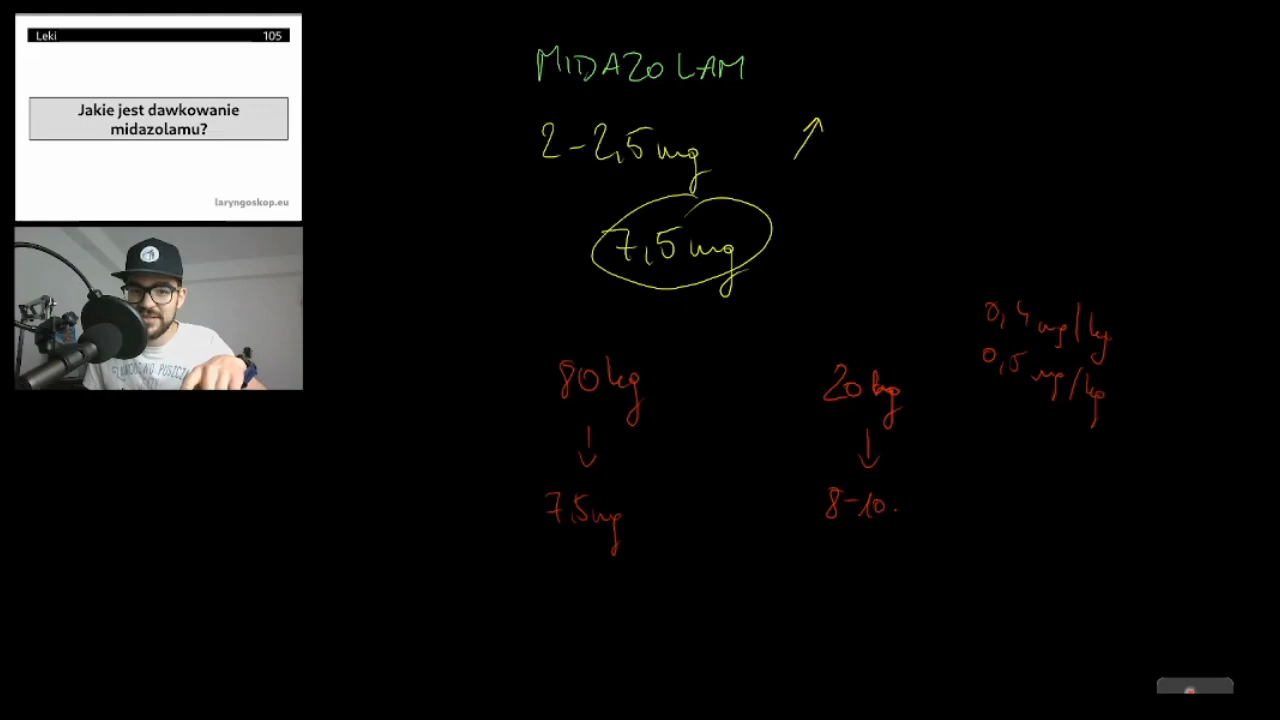 Leki 105
Jakie jest dawkowanie
midazolamu?
laryngoskop.eu
MIDAZOLAM
2-2,5 mg
7,5 mg
0,4 mg/kg
0,5 mg/kg
80 kg
20 kg
7,5 mg
8-10.